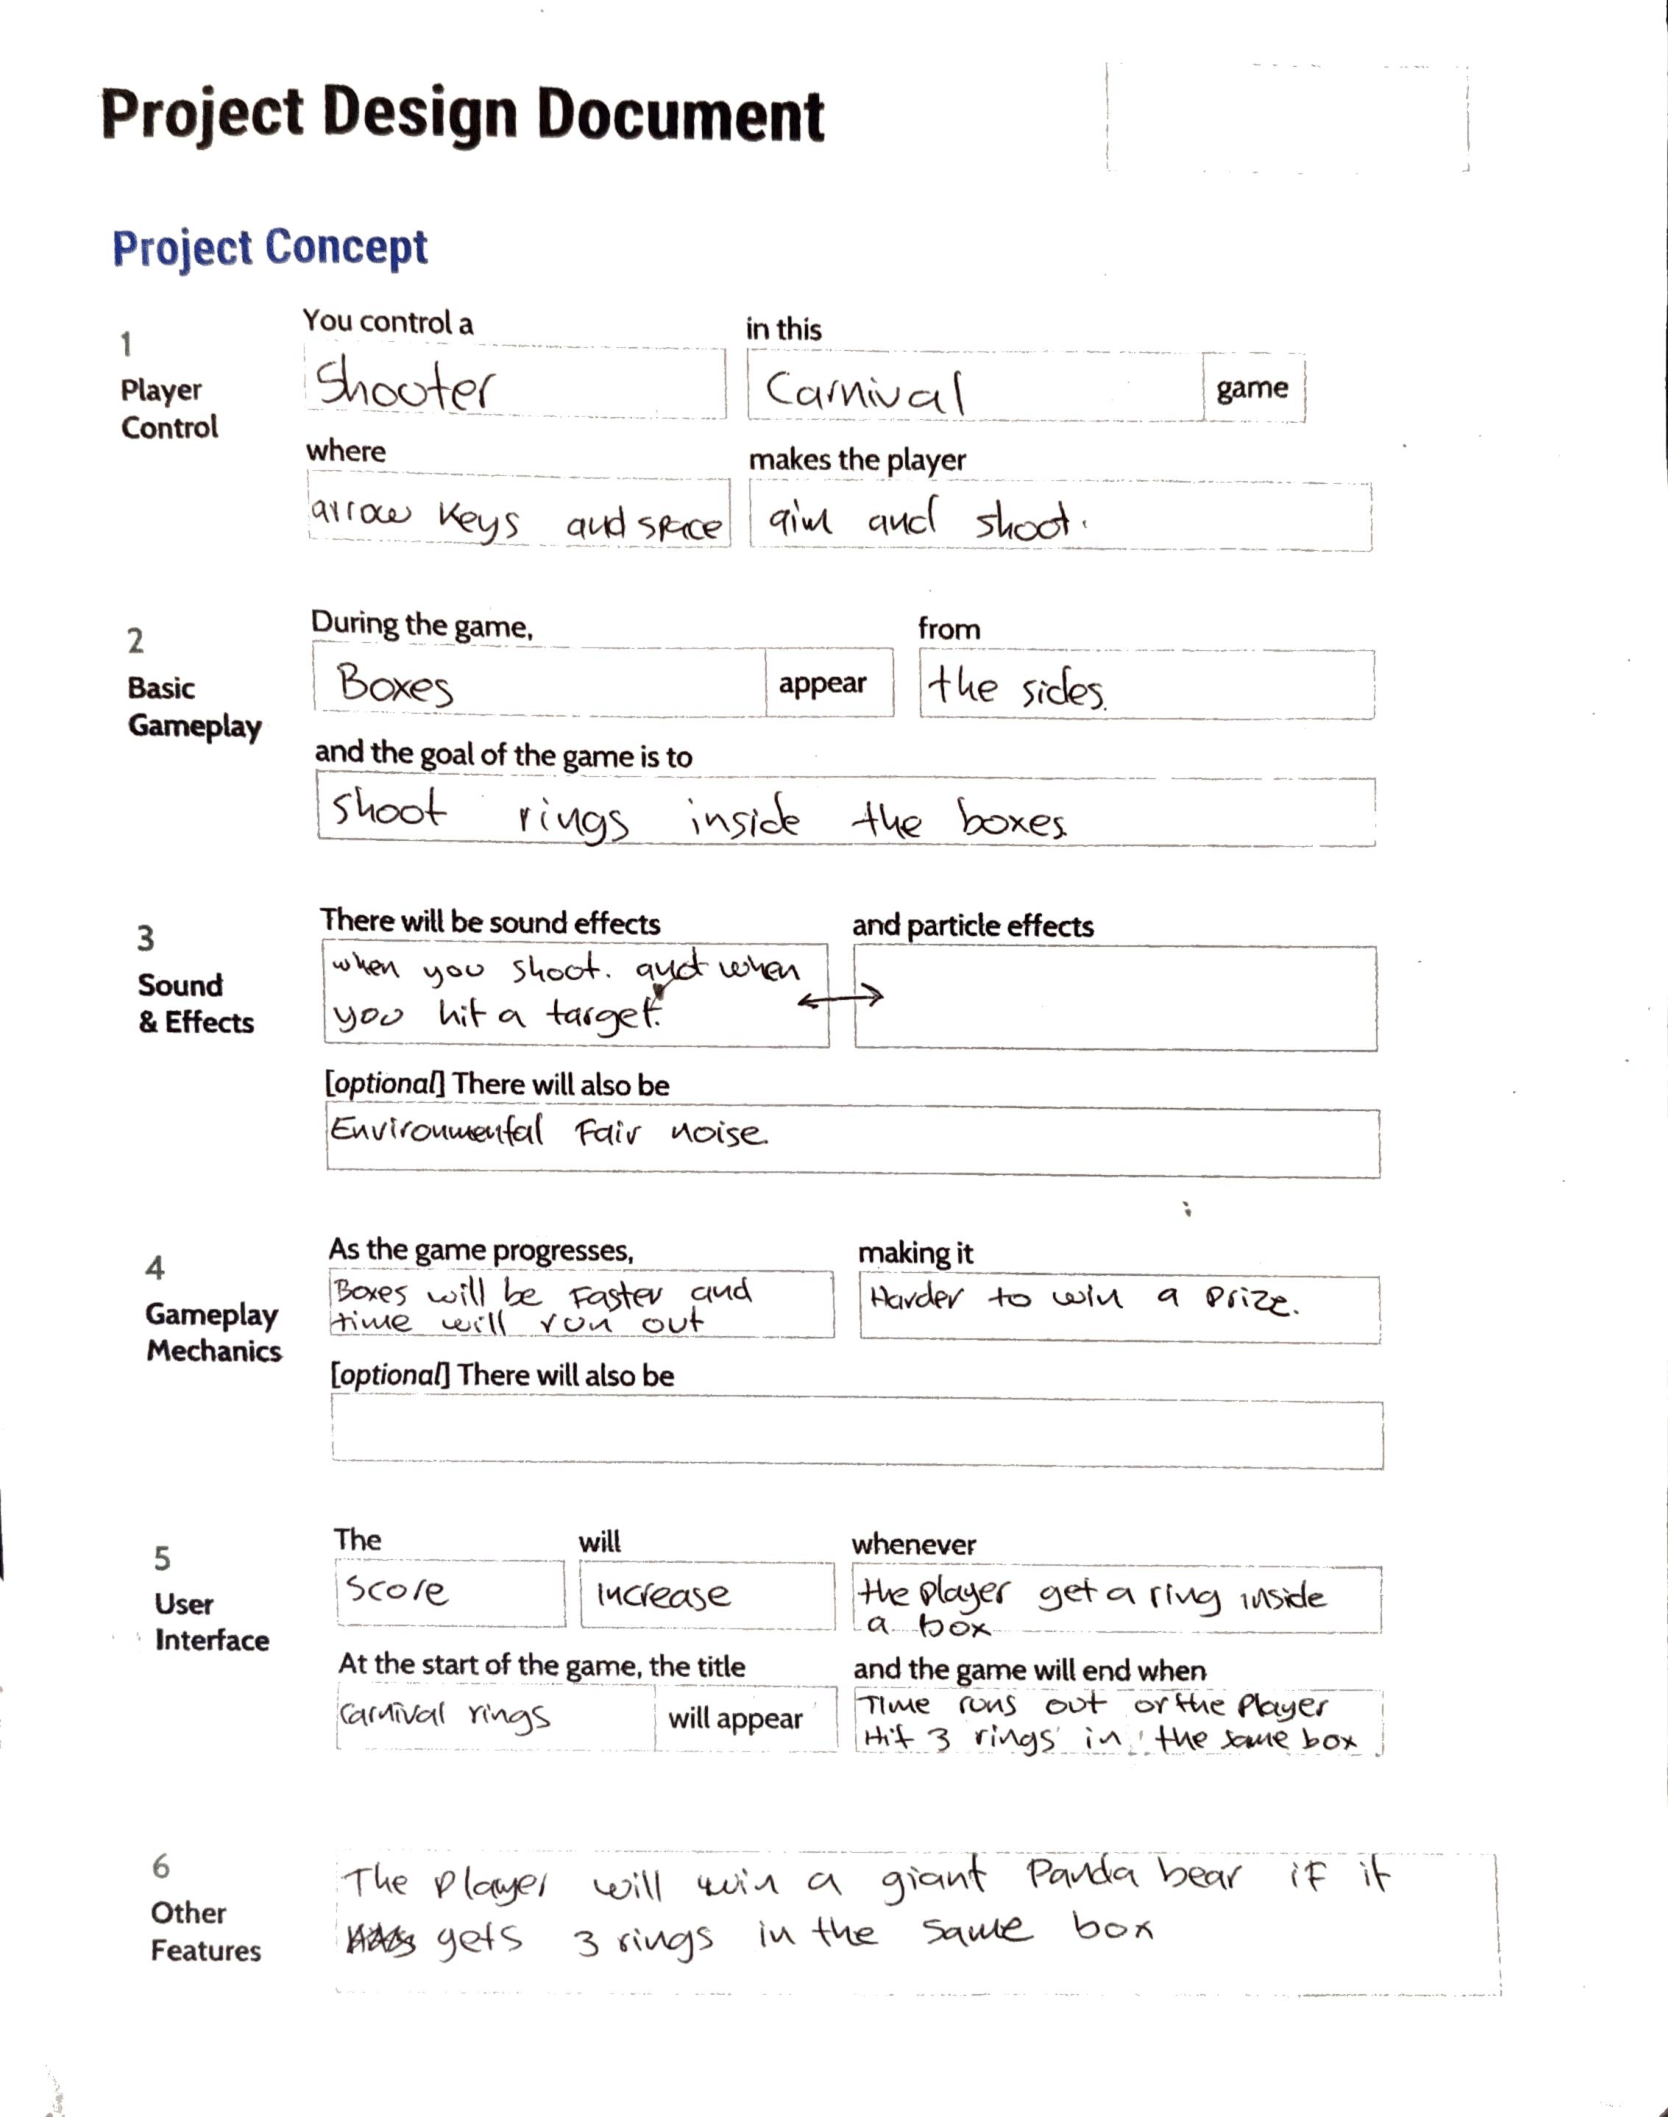 Project Design Document
Project Concept
1
Player
Control
You control a
in this
Shooter
Carnival
game
where
makes the player
arrow keys and space
aim and shoot.
2
Basic
Gameplay
During the game,
from
Boxes
appear
the sides.
and the goal of the game is to
shoot rings inside the boxes
3
Sound
& Effects
There will be sound effects
and particle effects
when you shoot. and when
you hit a target.
[optional] There will also be
Environmental Fair noise.
4
Gameplay
Mechanics
As the game progresses,
making it
Boxes will be Faster and
time will run out
Harder to win a prize.
[optional] There will also be
5
User
Interface
The
will
whenever
score
increase
the player get a ring inside
a box
At the start of the game, the title
and the game will end when
Carnival rings
will appear
Time runs out or the Player
Hit 3 rings in the same box
6
Other
Features
The player will win a giant Panda bear if it
gets 3 rings in the same box